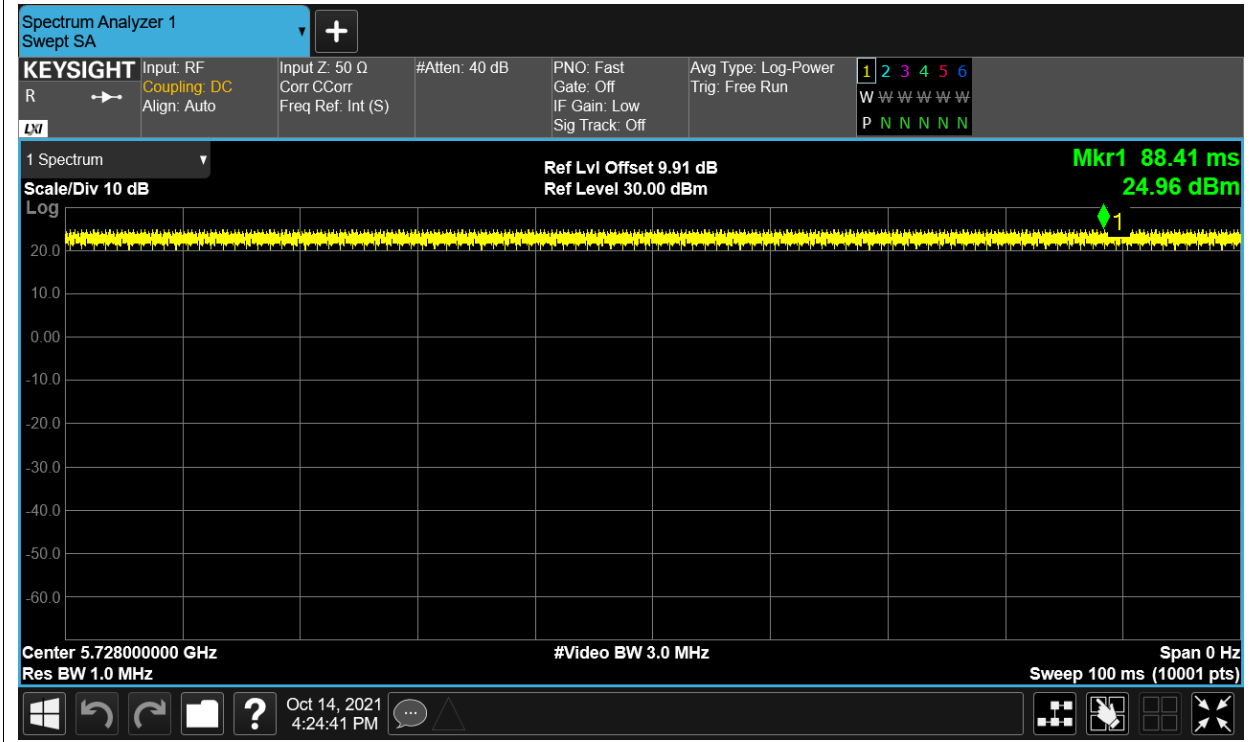 Spectrum Analyzer 1
Swept SA
+
KEYSIGHT
R
LXI
Input: RF
Coupling: DC
Align: Auto
Input Z: 50 Ω
Corr CCorr
Freq Ref: Int (S)
#Atten: 40 dB
PNO: Fast
Gate: Off
IF Gain: Low
Sig Track: Off
Avg Type: Log-Power
Trig: Free Run
1 2 3 4 5 6
W W W W W W
P N N N N N
1 Spectrum
Scale/Div 10 dB
Log
Ref Lvl Offset 9.91 dB
Ref Level 30.00 dBm
Mkr1 88.41 ms
24.96 dBm
1
20.0
10.0
0.00
-10.0
-20.0
-30.0
-40.0
-50.0
-60.0
Center 5.728000000 GHz
Res BW 1.0 MHz
#Video BW 3.0 MHz
Span 0 Hz
Sweep 100 ms (10001 pts)
?
Oct 14, 2021
4:24:41 PM